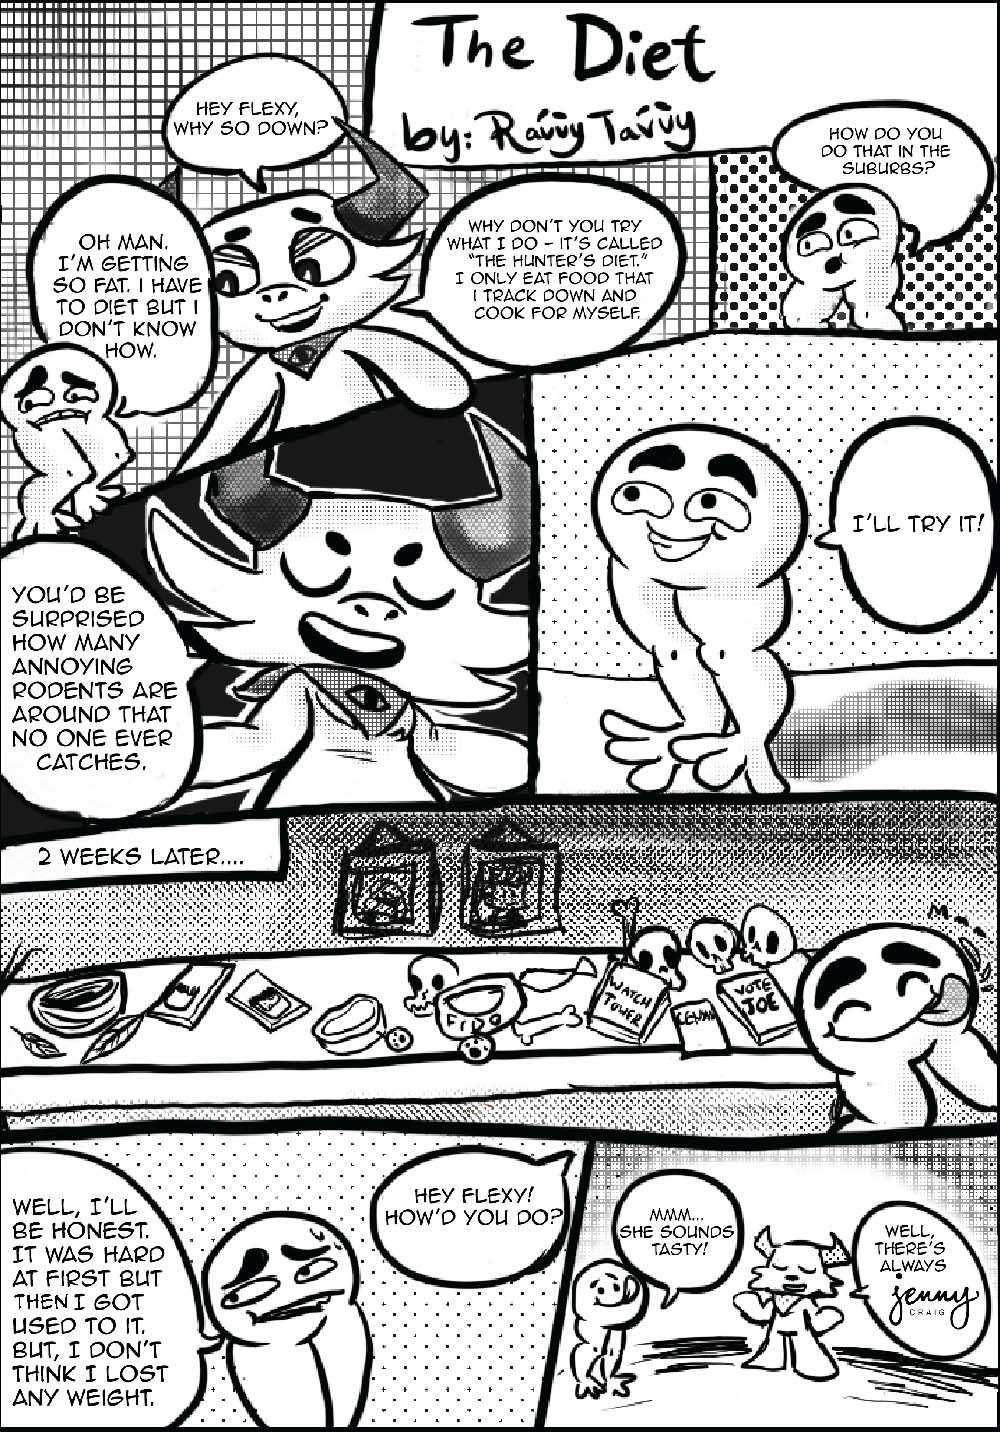 The Diet
by: Ravvy Tavvy
HEY FLEXY,
WHY SO DOWN?
OH MAN.
I'M GETTING
SO FAT. I HAVE
TO DIET BUT I
DON'T KNOW
HOW.
WHY DON'T YOU TRY
WHAT I DO - IT'S CALLED
"THE HUNTER'S DIET."
I ONLY EAT FOOD THAT
I TRACK DOWN AND
COOK FOR MYSELF.
HOW DO YOU
DO THAT IN THE
SUBURBS?
YOU'D BE
SURPRISED
HOW MANY
ANNOYING
RODENTS ARE
AROUND THAT
NO ONE EVER
CATCHES.
I'LL TRY IT!
2 WEEKS LATER....
FIDO
WATCH
TOWER
VOTE
JOE
HEY FLEXY!
HOW'D YOU DO?
WELL, I'LL
BE HONEST.
IT WAS HARD
AT FIRST BUT
THEN I GOT
USED TO IT.
BUT, I DON'T
THINK I LOST
ANY WEIGHT.
MMM...
SHE SOUNDS
TASTY!
WELL,
THERE'S
ALWAYS
jenny
CRAIG